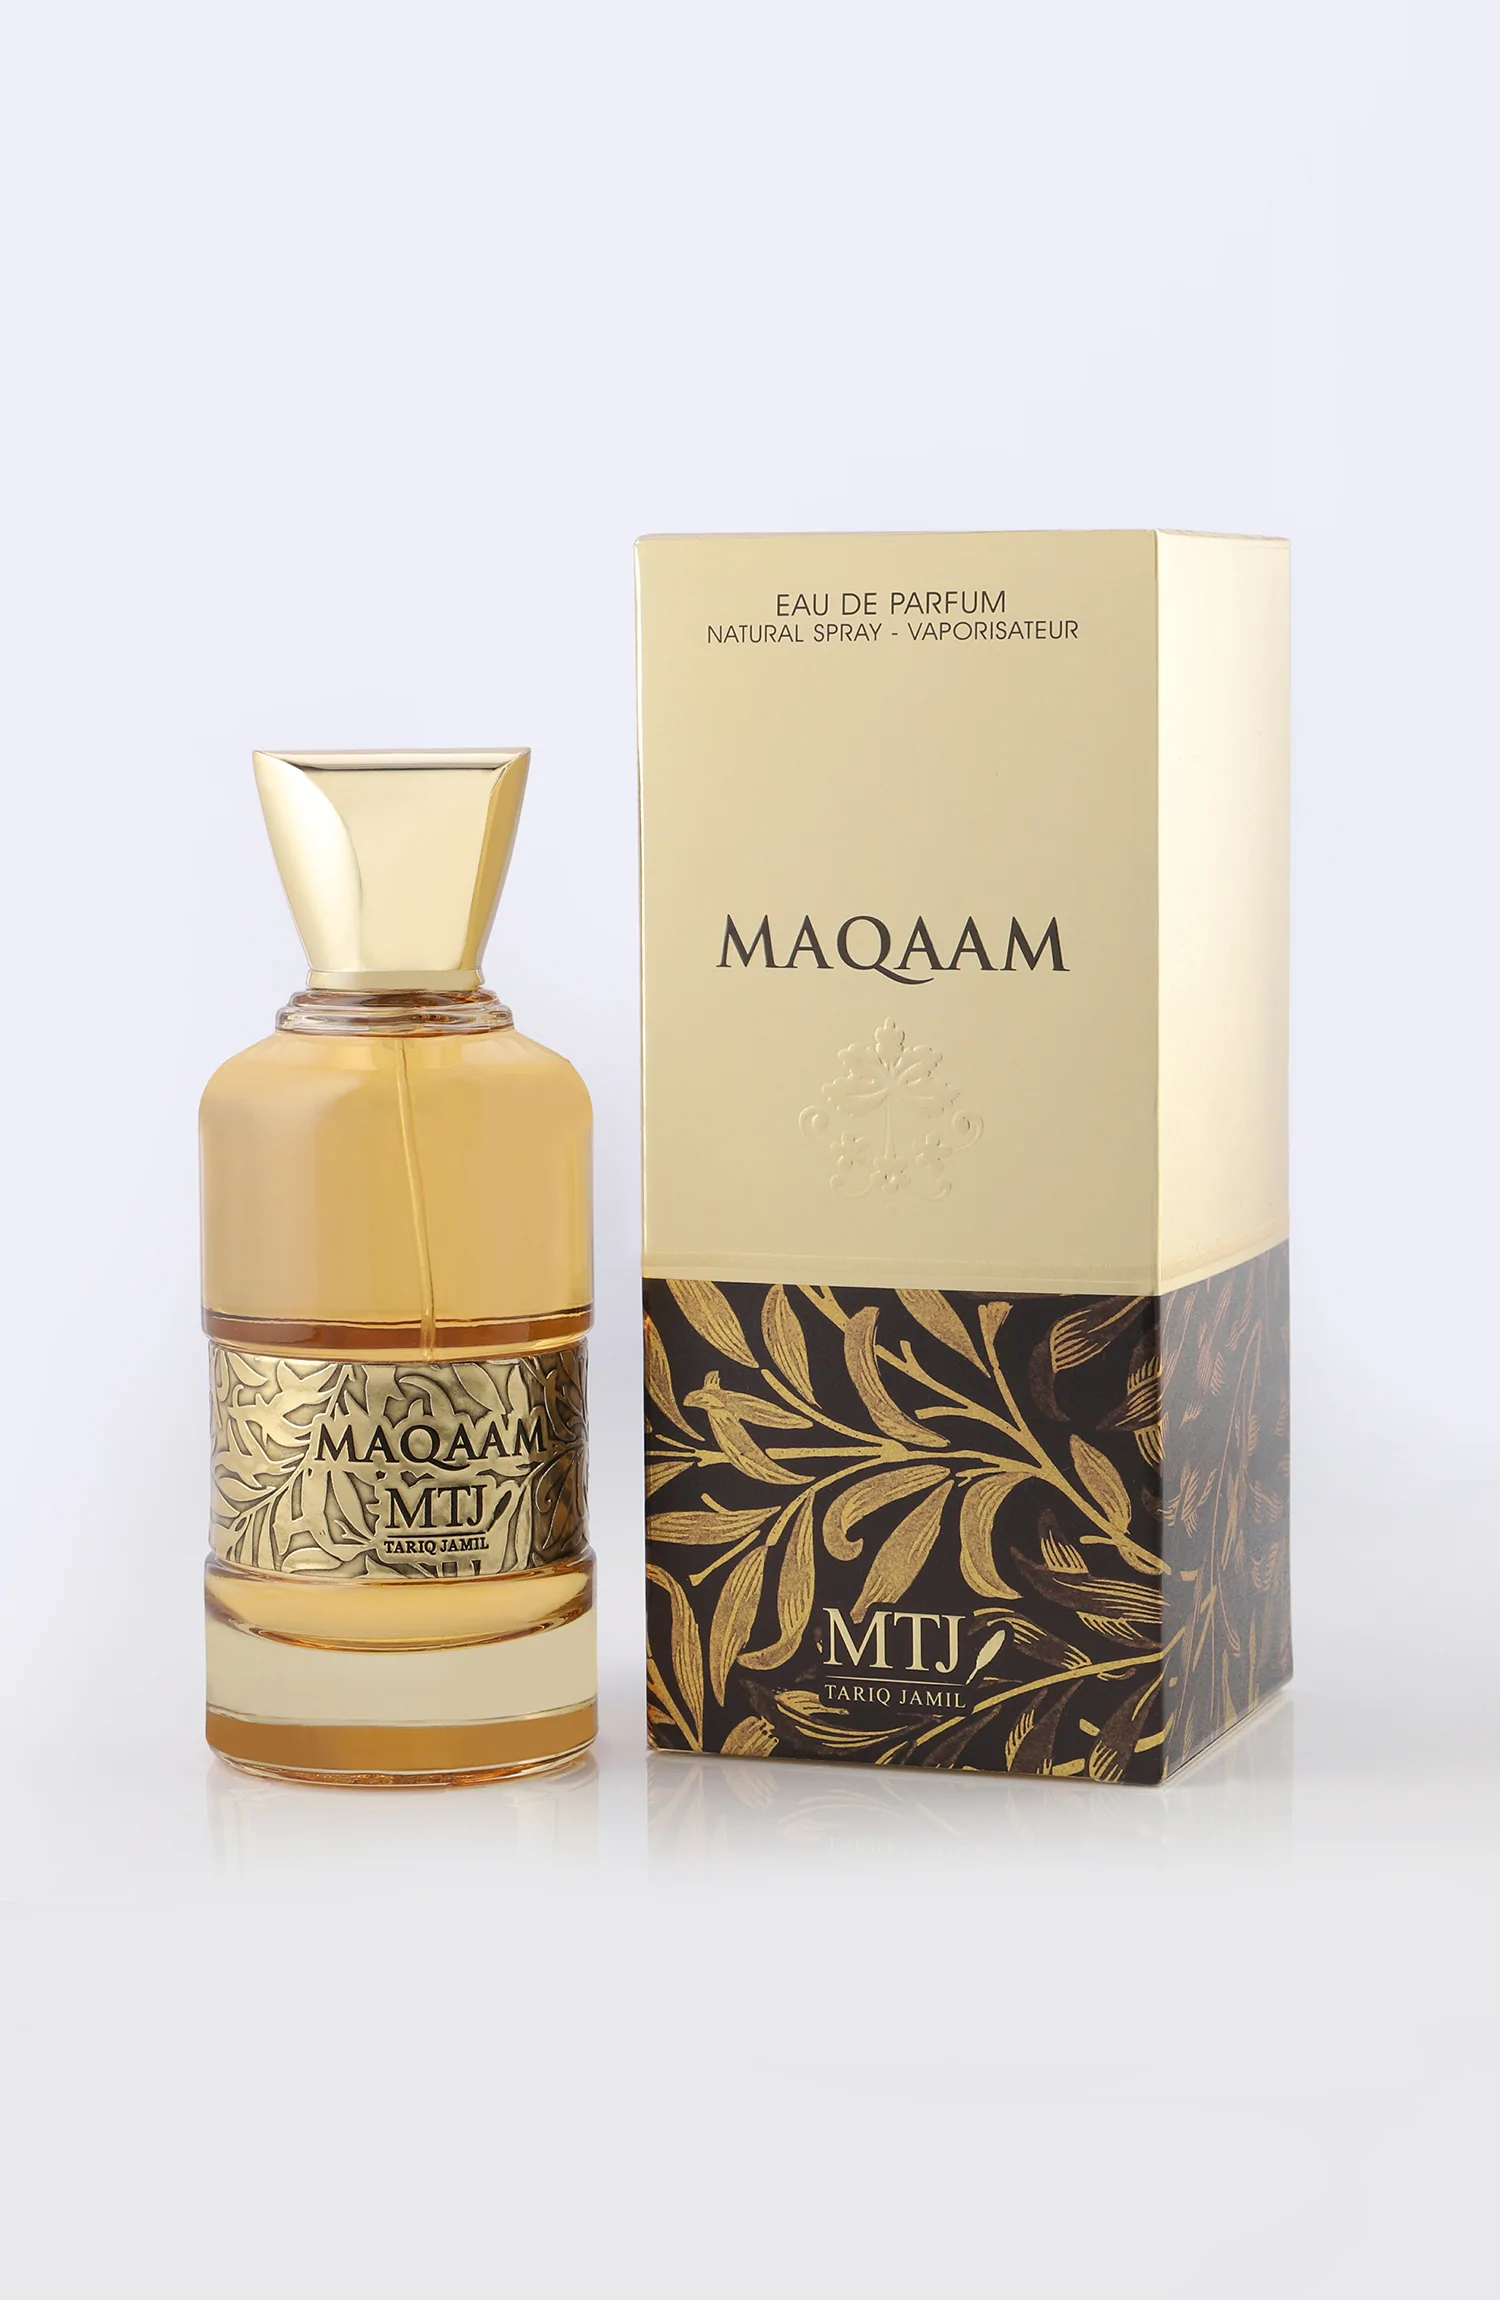 EAU DE PARFUM
NATURAL SPRAY - VAPORISATEUR
MAQAAM
MTJ
TARIQ JAMIL
MAQAAM
MTJ
TARIQ JAMIL